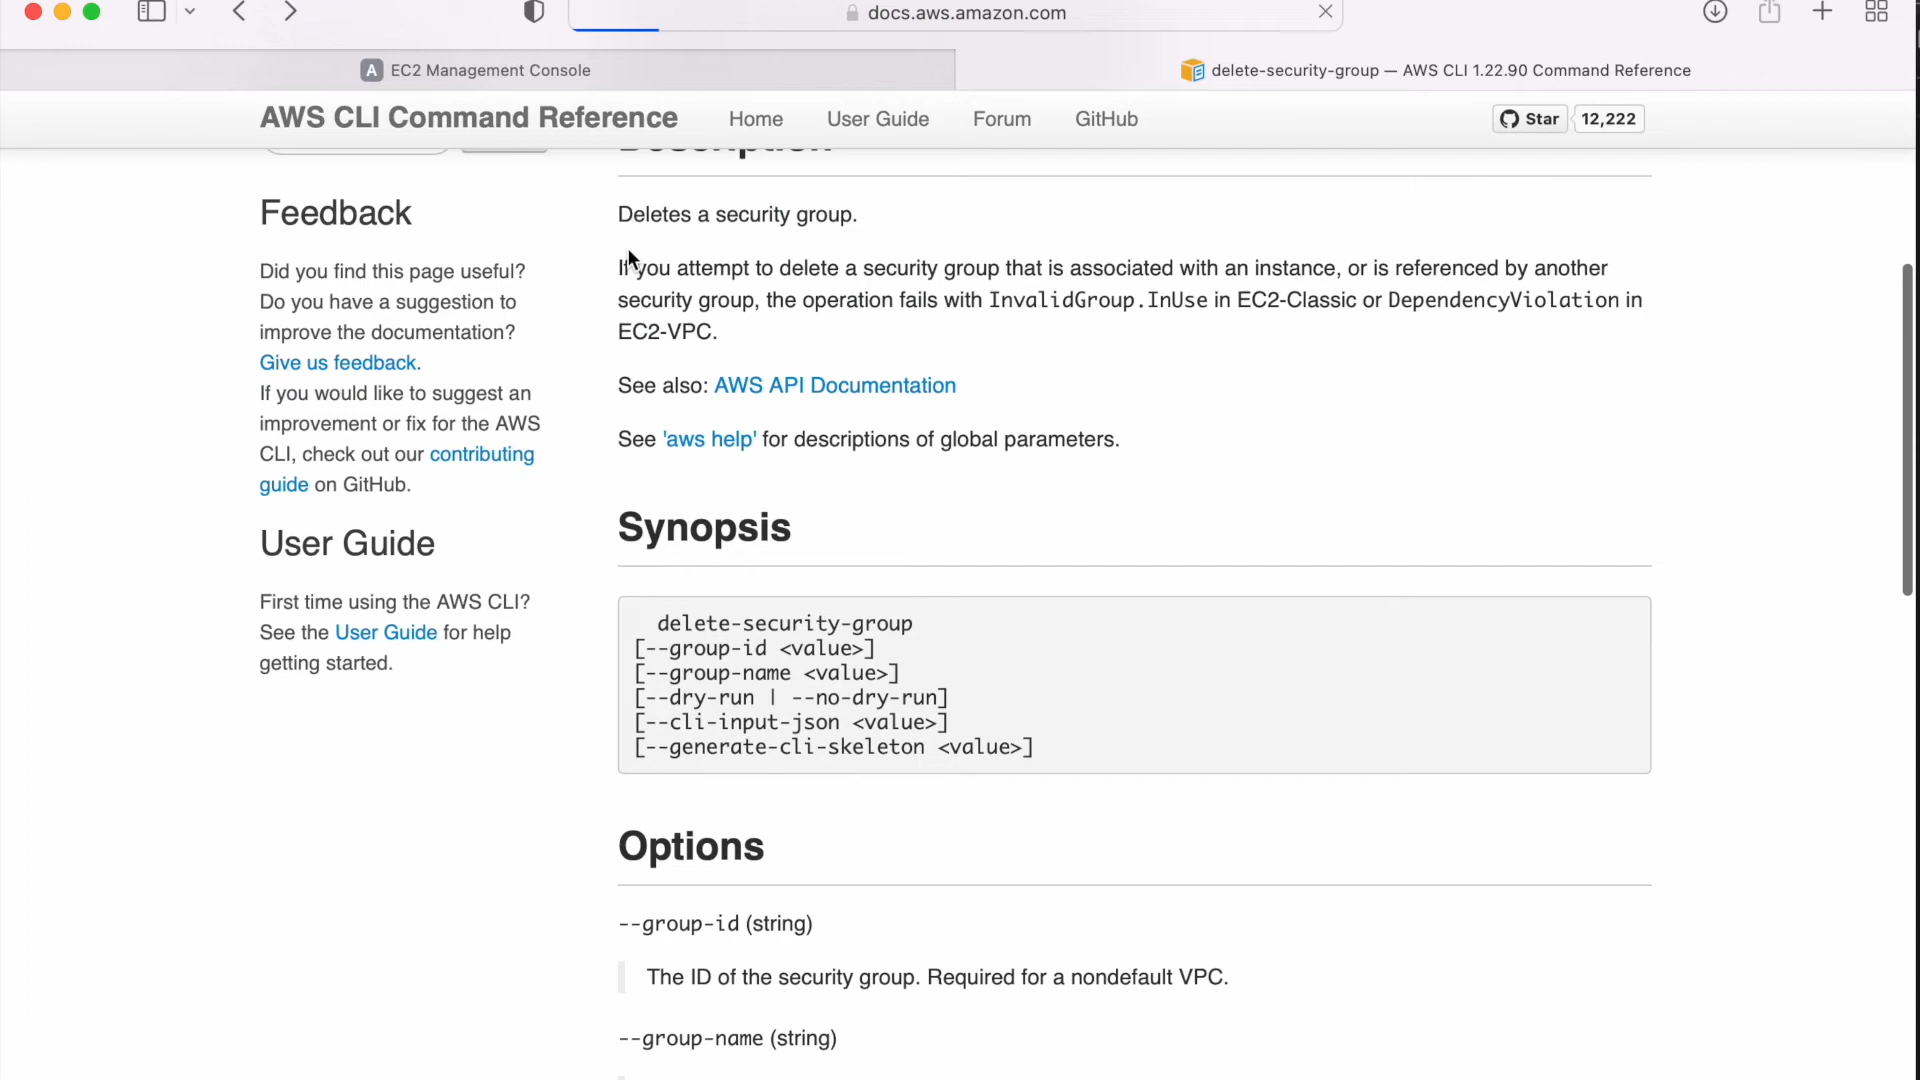 docs.aws.amazon.com
A EC2 Management Console
delete-security-group — AWS CLI 1.22.90 Command Reference
AWS CLI Command Reference
Home
User Guide
Forum
GitHub
Star
12,222
Description
Feedback
Did you find this page useful?
Do you have a suggestion to
improve the documentation?
Give us feedback.
If you would like to suggest an
improvement or fix for the AWS
CLI, check out our contributing
guide on GitHub.
User Guide
First time using the AWS CLI?
See the User Guide for help
getting started.
Deletes a security group.
If you attempt to delete a security group that is associated with an instance, or is referenced by another
security group, the operation fails with InvalidGroup.InUse in EC2-Classic or DependencyViolation in
EC2-VPC.
See also: AWS API Documentation
See 'aws help' for descriptions of global parameters.
Synopsis
delete-security-group
[--group-id <value>]
[--group-name <value>]
[--dry-run | --no-dry-run]
[--cli-input-json <value>]
[--generate-cli-skeleton <value>]
Options
--group-id (string)
The ID of the security group. Required for a nondefault VPC.
--group-name (string)